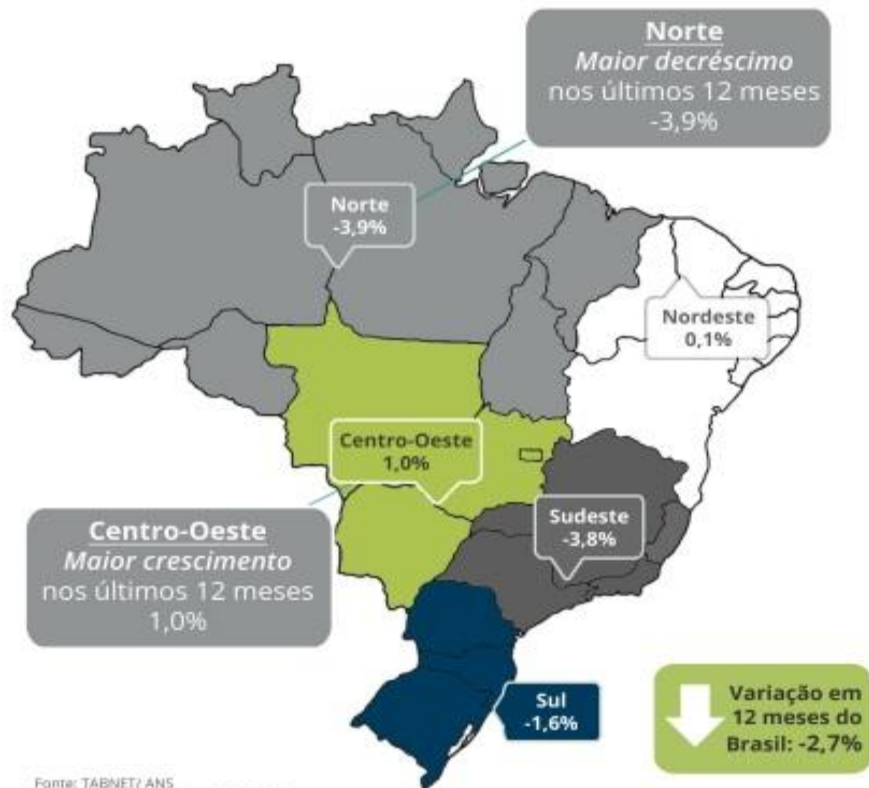 Norte
Maior decréscimo
nos últimos 12 meses
-3,9%
Norte
-3,9%
Nordeste
0,1%
Centro-Oeste
1,0%
Centro-Oeste
Maior crescimento
nos últimos 12 meses
1,0%
Sudeste
-3,8%
Sul
-1,6%
Variação em
12 meses do
Brasil: -2,7%
Fonte: TABNET/ ANS